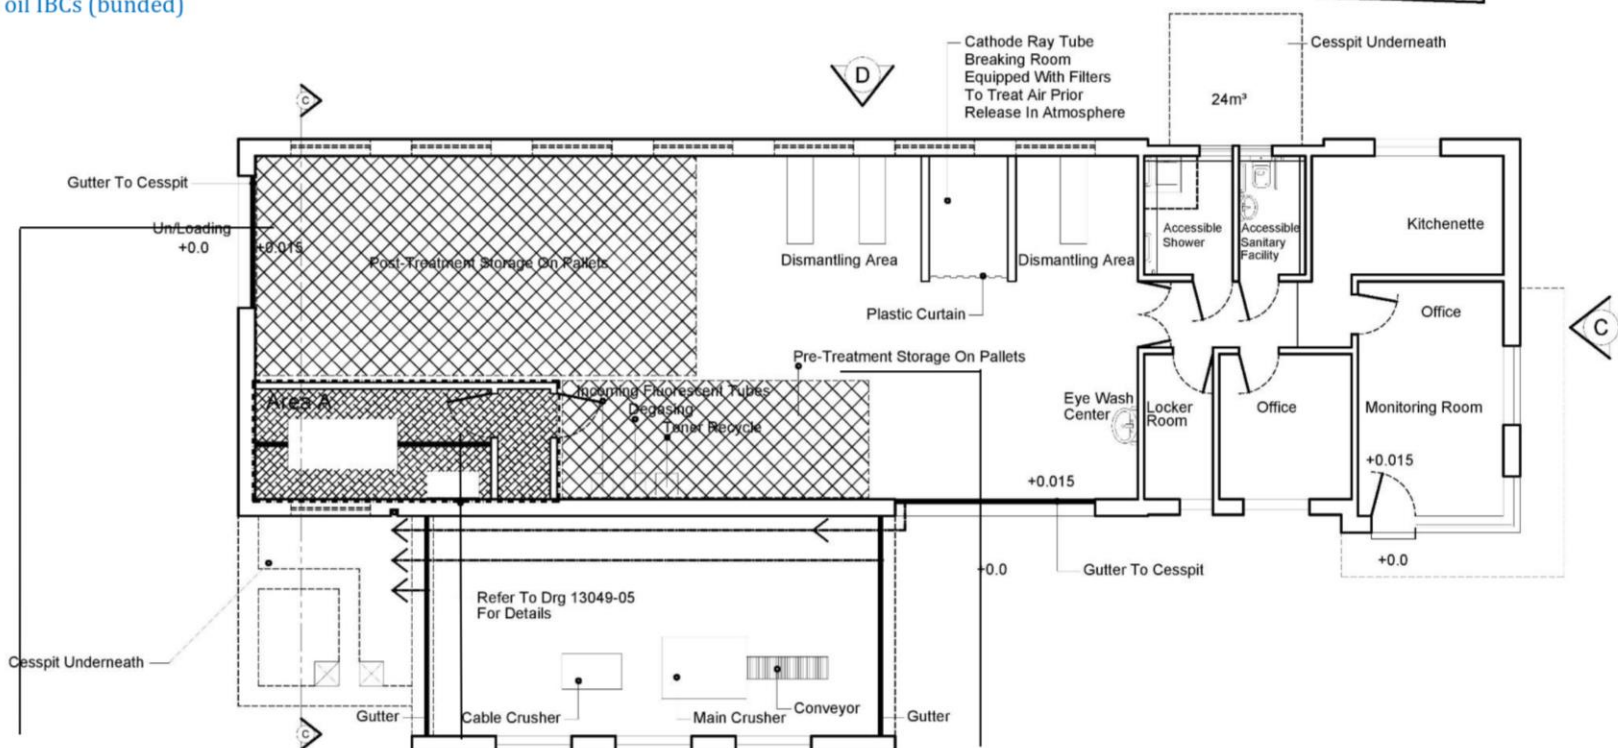 oil IBCs (bunded)
Cathode Ray Tube
Breaking Room
Equipped With Filters
To Treat Air Prior
Release In Atmosphere
D
Cesspit Underneath
24m³
C
Gutter To Cesspit
Un/Loading
+0.0
+0.015
Post-Treatment Storage On Pallets
Dismantling Area
Dismantling Area
Plastic Curtain
Accessible
Shower
Accessible
Sanitary
Facility
Kitchenette
Office
C
Pre-Treatment Storage On Pallets
Area A
Incoming Fluorescent Tubes
Degasing
Toner Recycle
Eye Wash
Center
Locker
Room
Office
Monitoring Room
+0.015
+0.015
+0.0
+0.0
Gutter To Cesspit
Refer To Drg 13049-05
For Details
Cesspit Underneath
Gutter
Cable Crusher
Main Crusher
Conveyor
Gutter
C